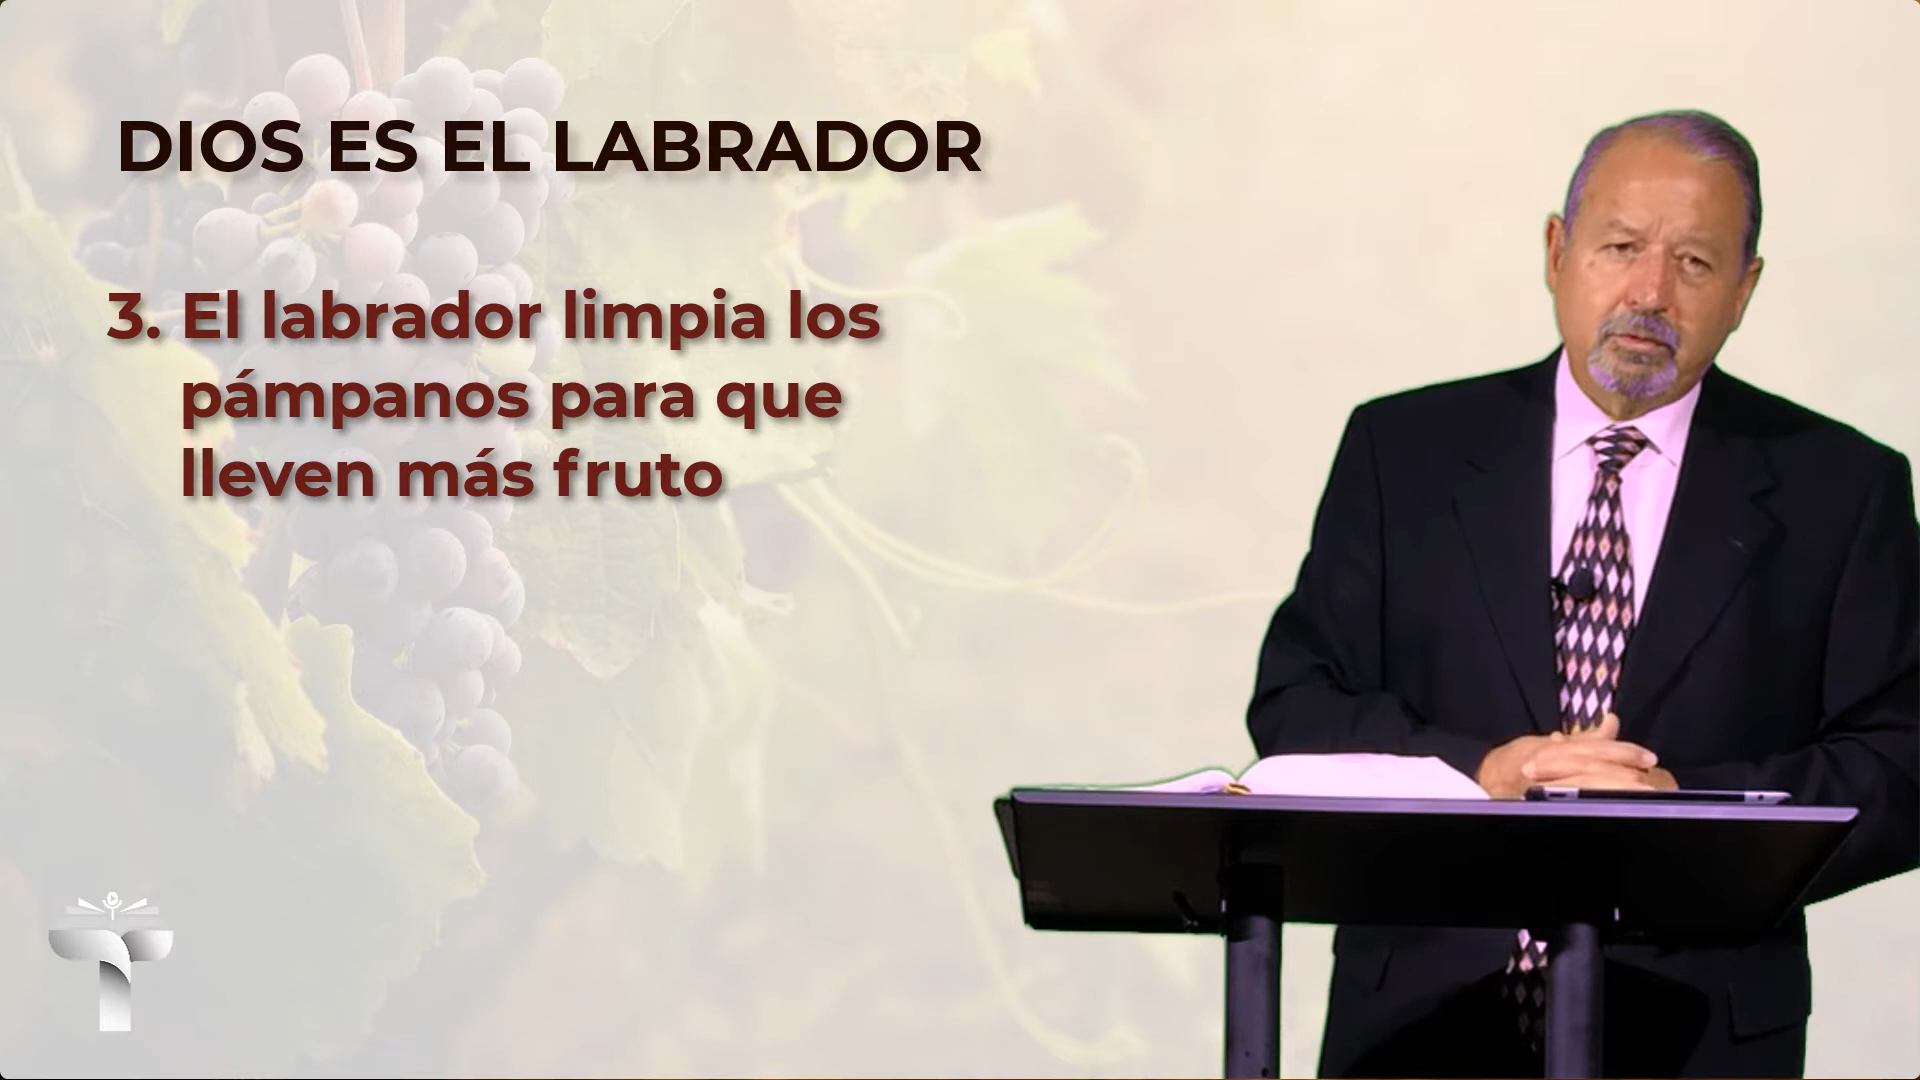 DIOS ES EL LABRADOR
3. El labrador limpia los
pámpanos para que
lleven más fruto